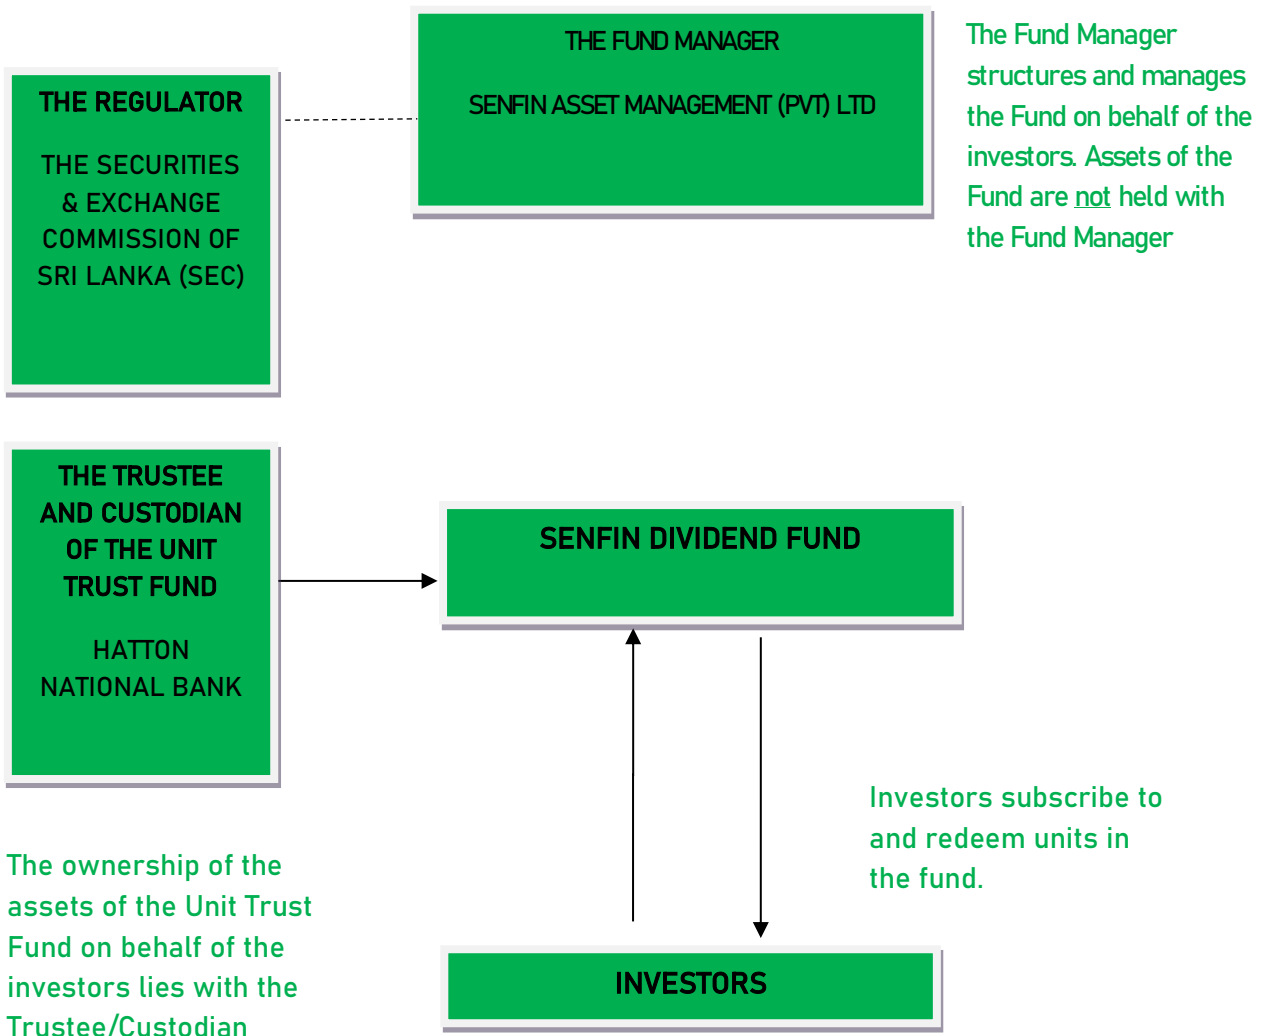 THE FUND MANAGER
SENFIN ASSET MANAGEMENT (PVT) LTD
The Fund Manager
structures and manages
the Fund on behalf of the
investors. Assets of the
Fund are not held with
the Fund Manager
THE REGULATOR
THE SECURITIES
& EXCHANGE
COMMISSION OF
SRI LANKA (SEC)
THE TRUSTEE
AND CUSTODIAN
OF THE UNIT
TRUST FUND
HATTON
NATIONAL BANK
SENFIN DIVIDEND FUND
Investors subscribe to
and redeem units in
the fund.
The ownership of the
assets of the Unit Trust
Fund on behalf of the
investors lies with the
Trustee/Custodian
INVESTORS